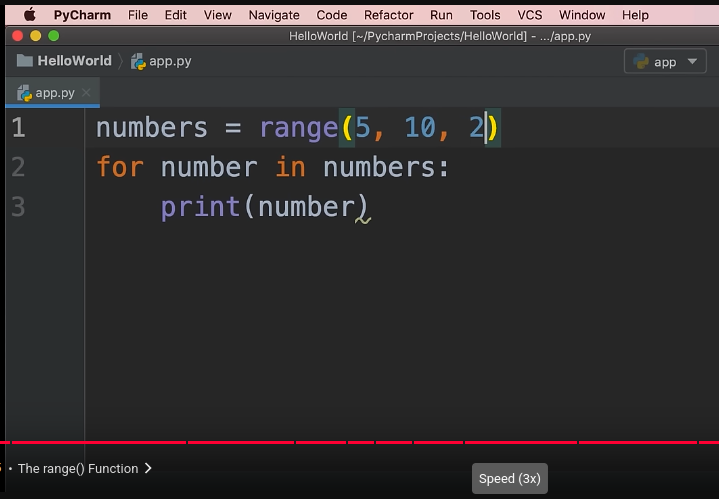 PyCharm File Edit View Navigate Code Refactor Run Tools VCS Window Help
HelloWorld [~/PycharmProjects/HelloWorld] - .../app.py
HelloWorld app.py app
app.py
1 numbers = range(5, 10, 2)
2 for number in numbers:
3 print(number)
• The range() Function
Speed (3x)